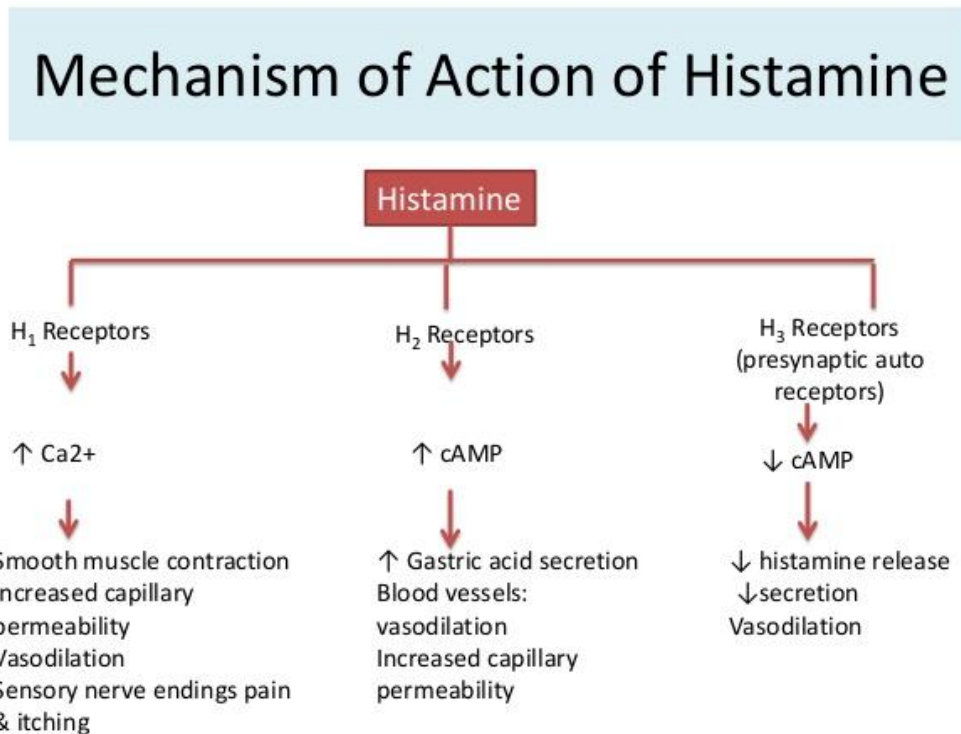 Mechanism of Action of Histamine
Histamine
H₁ Receptors
↑ Ca2+
Smooth muscle contraction
Increased capillary
permeability
Vasodilation
Sensory nerve endings pain
& itching
H₂ Receptors
↑ cAMP
↑ Gastric acid secretion
Blood vessels:
vasodilation
Increased capillary
permeability
H₃ Receptors
(presynaptic auto
receptors)
↓ cAMP
↓ histamine release
↓secretion
Vasodilation